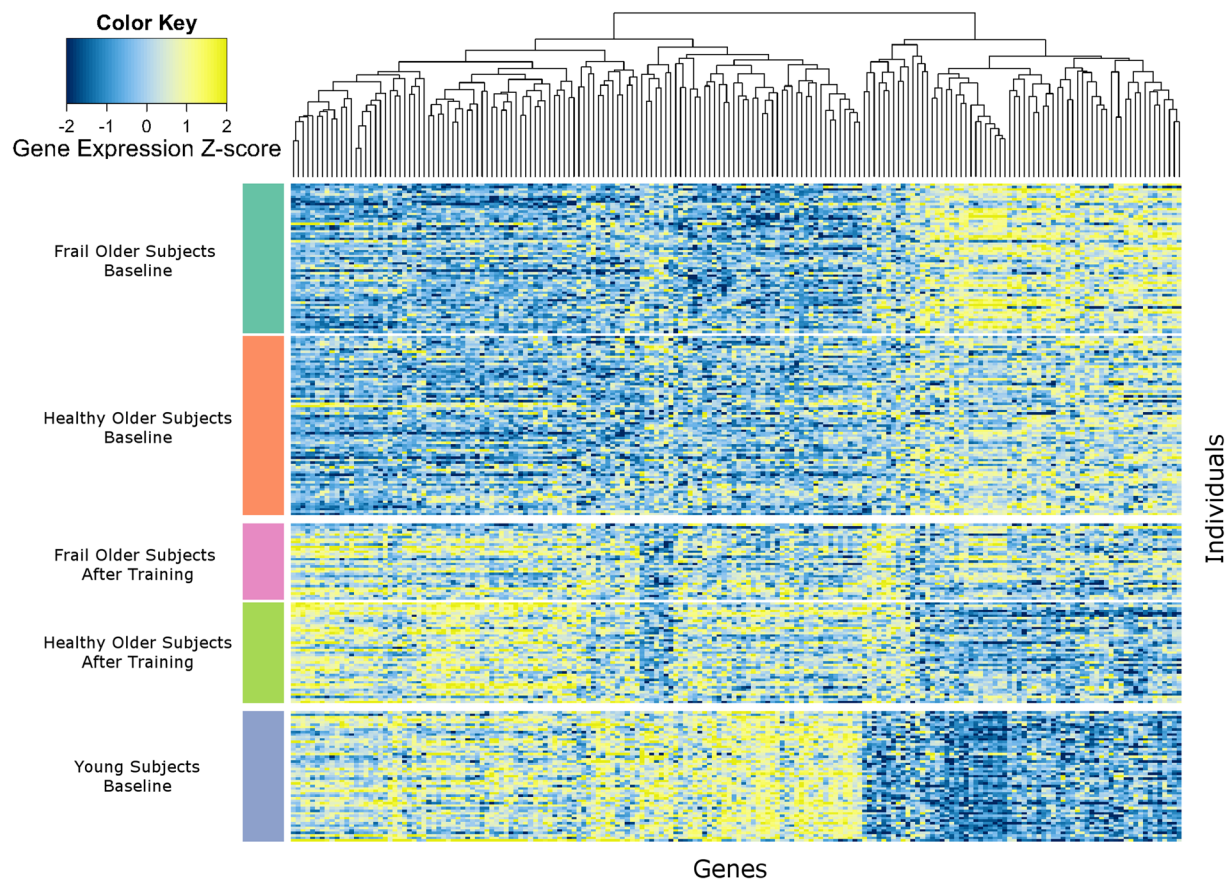 Color Key
-2 -1 0 1 2
Gene Expression Z-score
Frail Older Subjects
Baseline
Healthy Older Subjects
Baseline
Frail Older Subjects
After Training
Healthy Older Subjects
After Training
Young Subjects
Baseline
Individuals
Genes